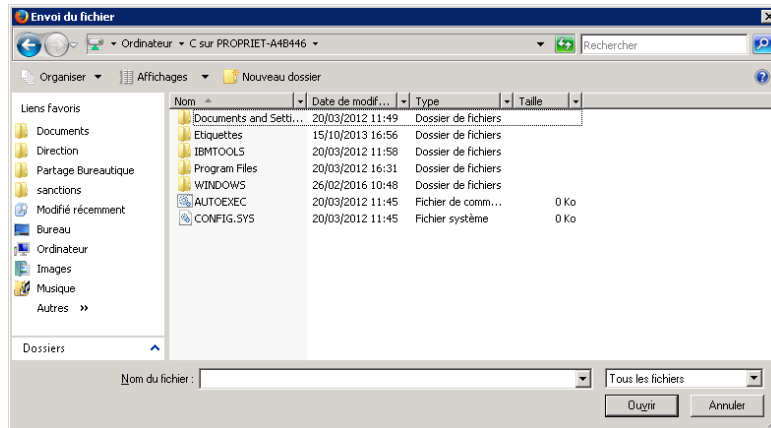 Envoi du fichier
Ordinateur C sur PROPRIET-A4B446 Rechercher
Organiser Affichages Nouveau dossier
Liens favoris
Documents
Direction
Partage Bureautique
sanctions
Modifié récemment
Bureau
Ordinateur
Images
Musique
Autres »
Dossiers
Nom Date de modif... Type Taille
Documents and Setti... 20/03/2012 11:49 Dossier de fichiers
Etiquettes 15/10/2013 16:56 Dossier de fichiers
IBMTOOLS 20/03/2012 11:58 Dossier de fichiers
Program Files 20/03/2012 16:31 Dossier de fichiers
WINDOWS 26/02/2016 10:48 Dossier de fichiers
AUTOEXEC 20/03/2012 11:45 Fichier de comm... 0 Ko
CONFIG.SYS 20/03/2012 11:45 Fichier système 0 Ko
Nom du fichier : Tous les fichiers
Ouvrir Annuler